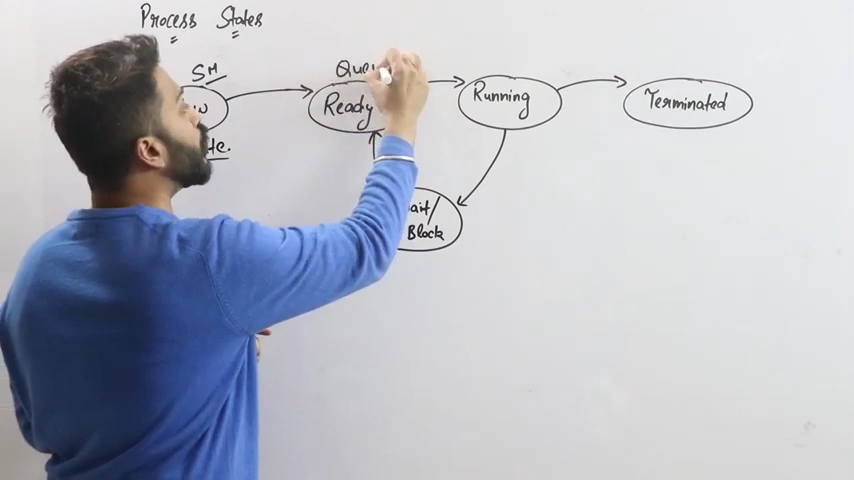 Process States
SM
Ready
Running
Terminated
Block